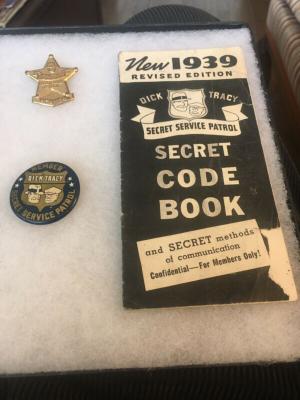 New 1939
REVISED EDITION
DICK TRACY
SECRET SERVICE PATROL
SECRET
CODE
BOOK
and SECRET methods
of communication
Confidential—For Members Only!
MEMBER
DICK TRACY
SECRET SERVICE PATROL